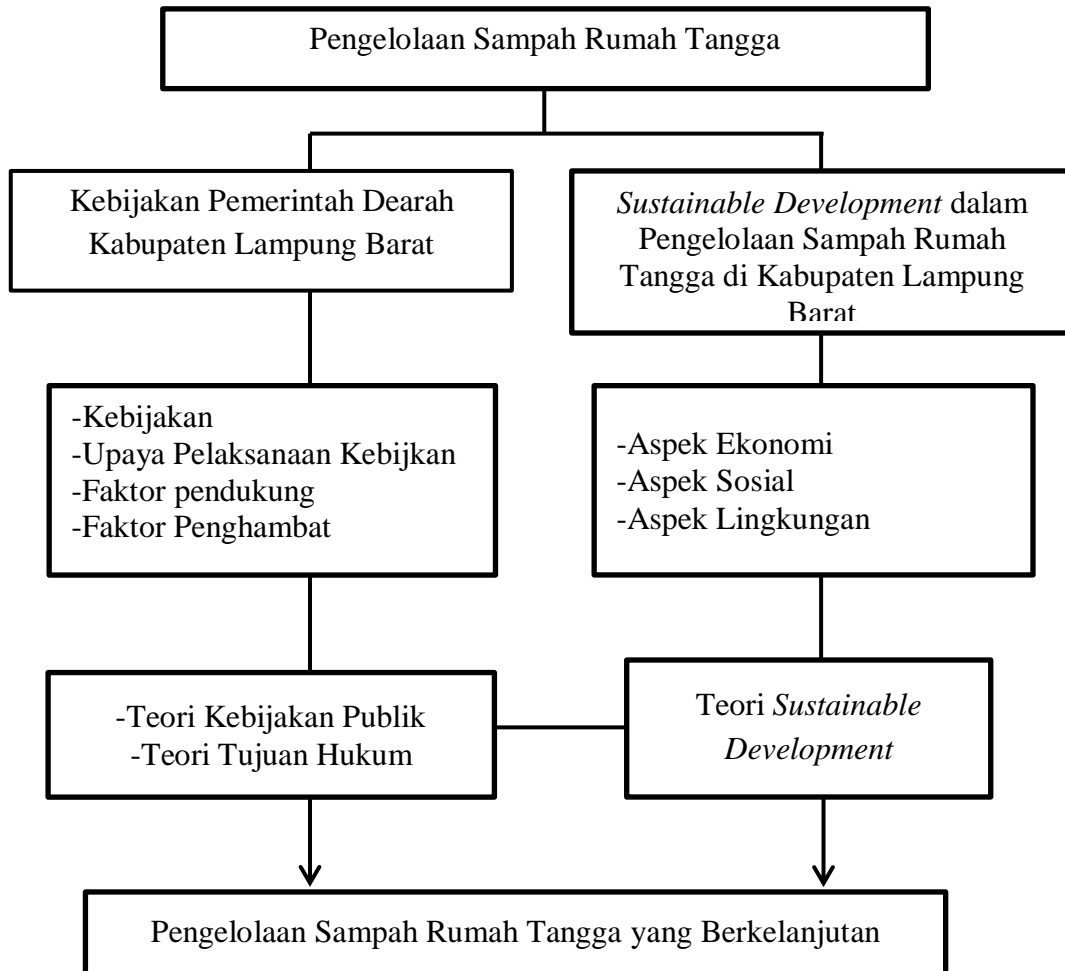 Pengelolaan Sampah Rumah Tangga
Kebijakan Pemerintah Dearah
Kabupaten Lampung Barat
Sustainable Development dalam
Pengelolaan Sampah Rumah
Tangga di Kabupaten Lampung
Barat
-Kebijakan
-Upaya Pelaksanaan Kebijkan
-Faktor pendukung
-Faktor Penghambat
-Aspek Ekonomi
-Aspek Sosial
-Aspek Lingkungan
-Teori Kebijakan Publik
-Teori Tujuan Hukum
Teori Sustainable
Development
Pengelolaan Sampah Rumah Tangga yang Berkelanjutan